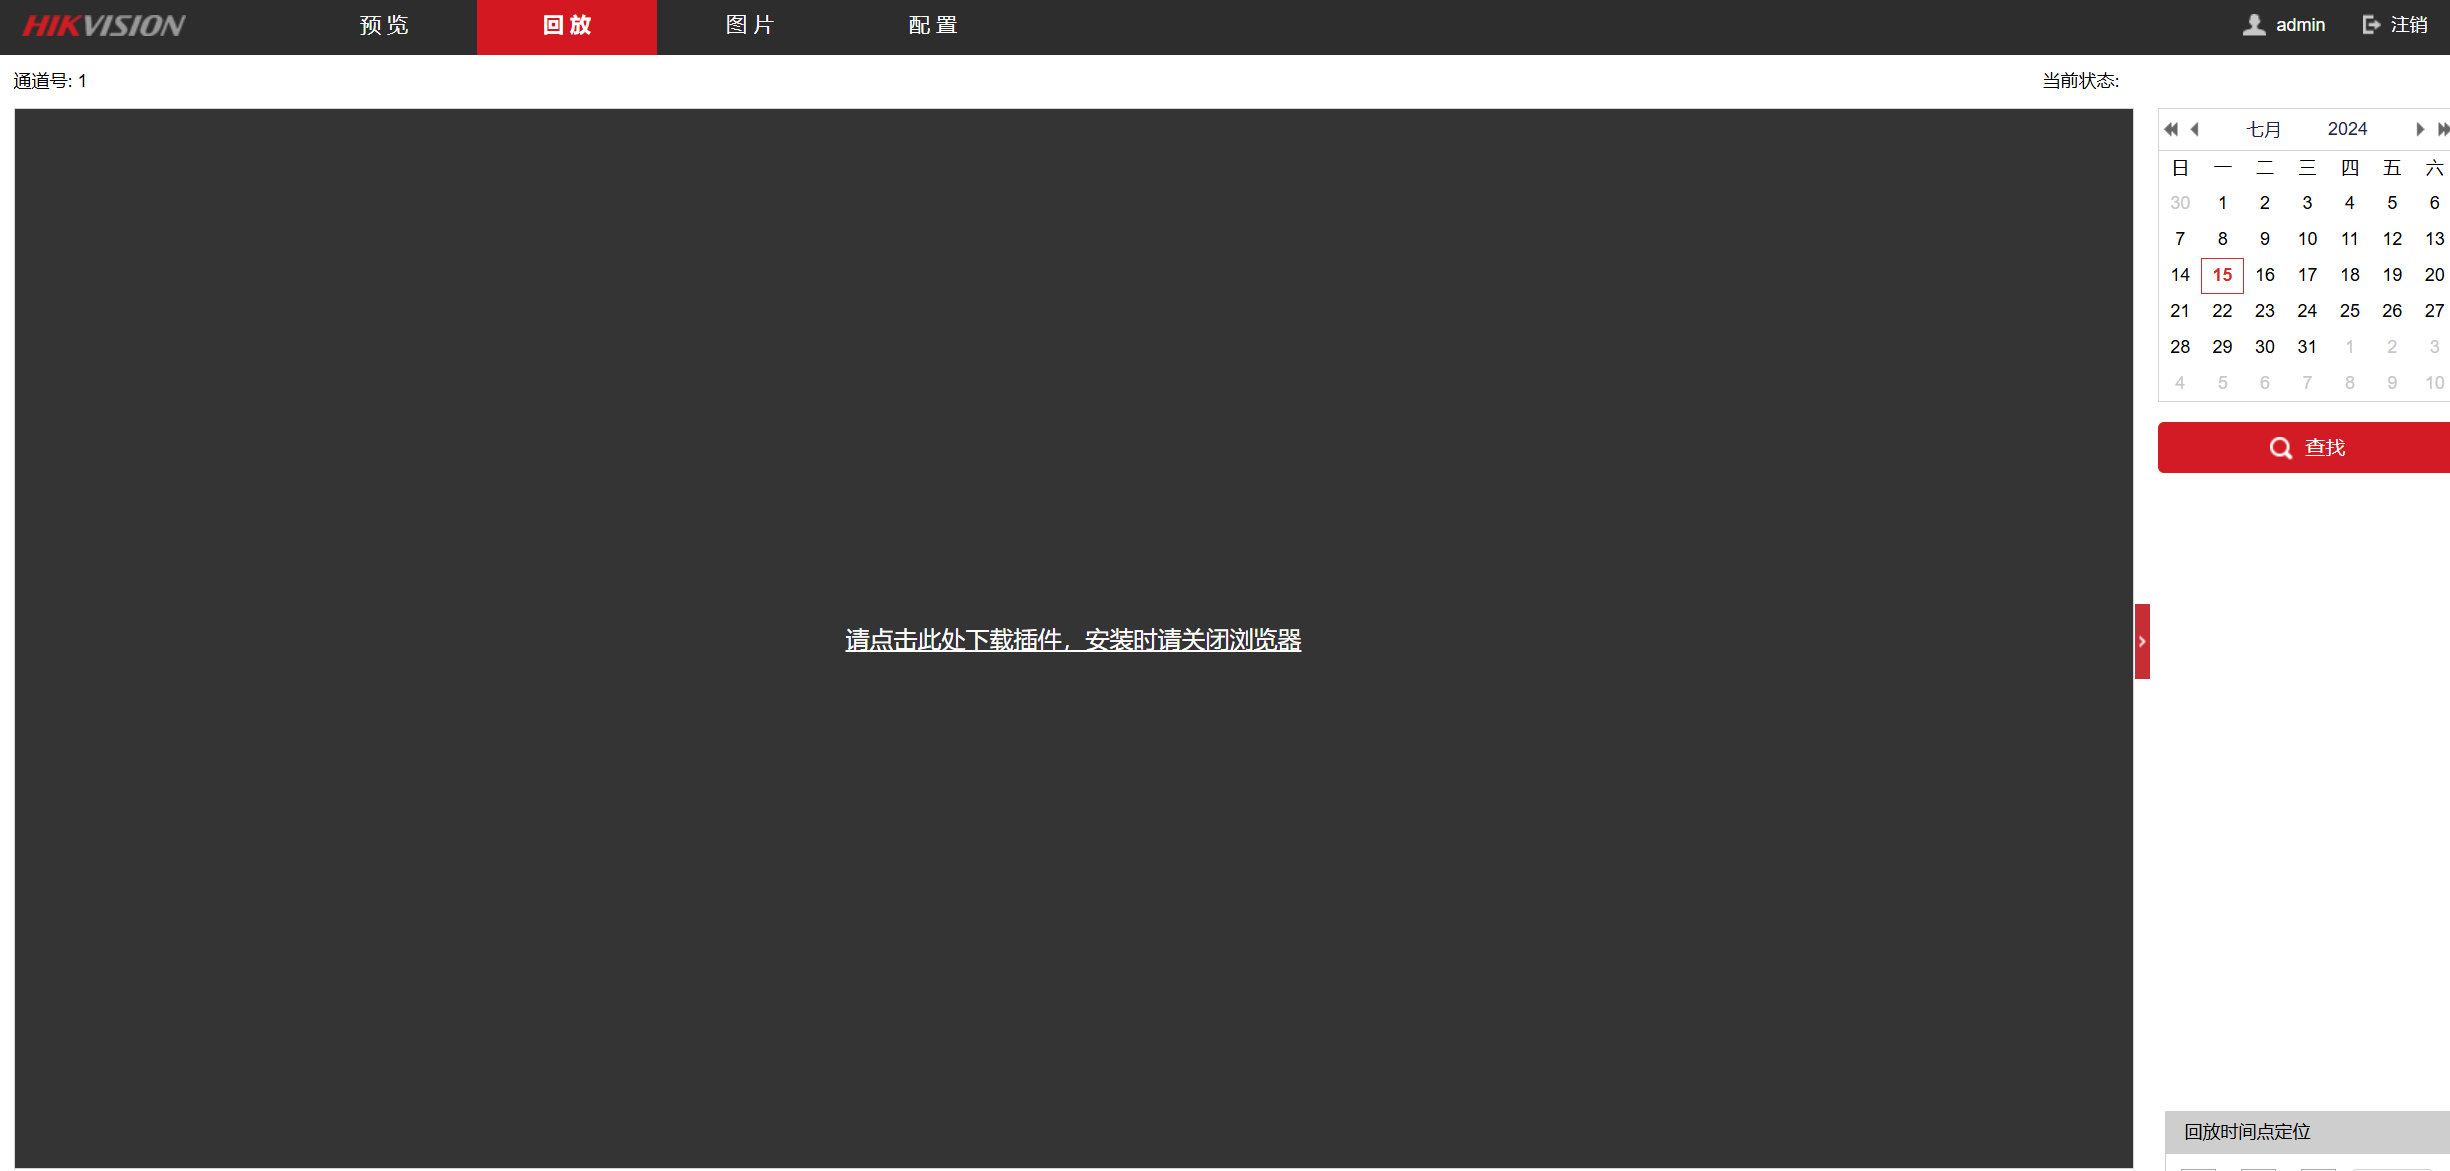 HIKVISION 预览 回放 图片 配置 admin 注销
通道号: 1 当前状态:
七月 2024
日 一 二 三 四 五 六
30 1 2 3 4 5 6
7 8 9 10 11 12 13
14 15 16 17 18 19 20
21 22 23 24 25 26 27
28 29 30 31 1 2 3
4 5 6 7 8 9 10
查找
请点击此处下载插件，安装时请关闭浏览器
回放时间点定位